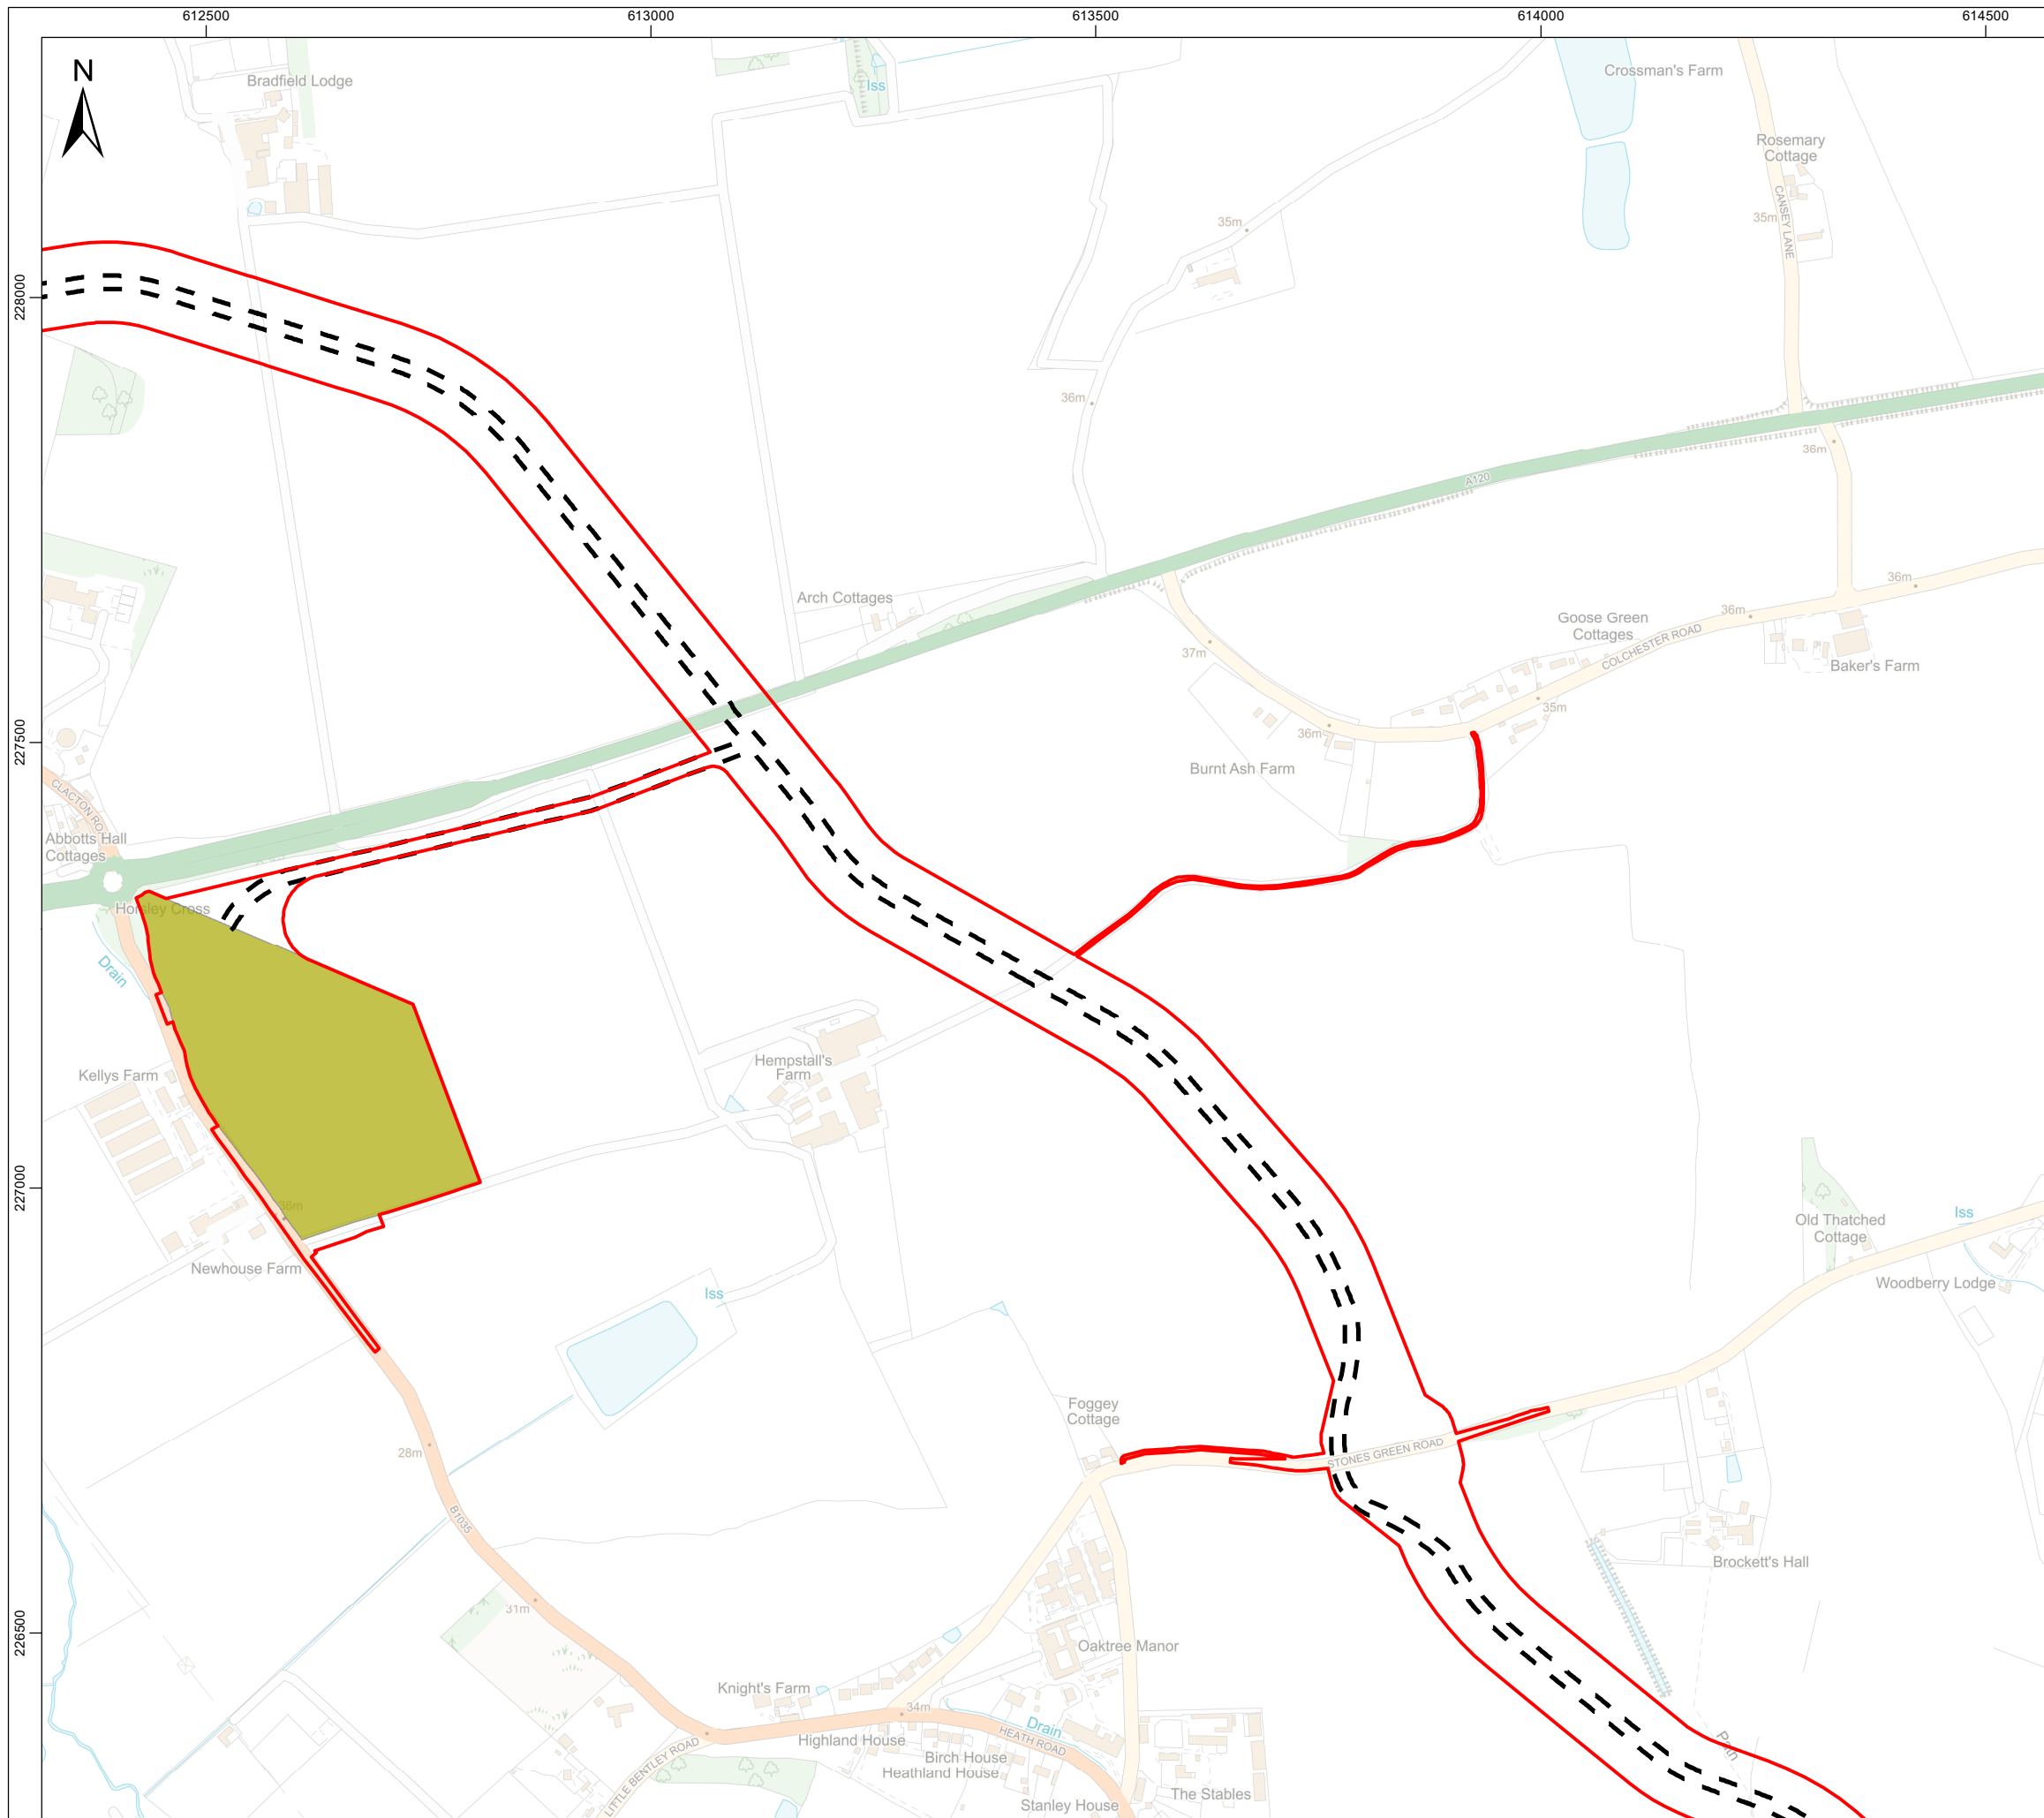 612500
613000
613500
614000
614500
N
Bradfield Lodge
Iss
Crossman's Farm
Rosemary
Cottage
CANSEY LANE
35m
35m
228000
36m
36m
A120
Arch Cottages
36m
36m
Goose Green
Cottages
COLCHESTER ROAD
37m
Baker's Farm
35m
36m
227500
Burnt Ash Farm
CLACTON RO
Abbotts Hall
Cottages
Horsley Cross
Drain
Hempstall's
Farm
Kellys Farm
227000
36m
Old Thatched
Cottage
Iss
Newhouse Farm
Woodberry Lodge
Iss
Foggey
Cottage
28m
STONES GREEN ROAD
B1035
Brockett's Hall
31m
226500
Oaktree Manor
Knight's Farm
34m
Drain
HEATH ROAD
Highland House
Path
Birch House
Heathland House
LITTLE BENTLEY ROAD
The Stables
Stanley House